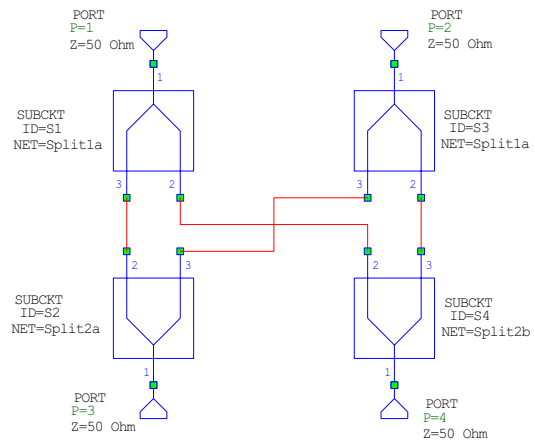 PORT
P=1
Z=50 Ohm
PORT
P=2
Z=50 Ohm
1
1
SUBCKT
ID=S1
NET=Split1a
SUBCKT
ID=S3
NET=Split1a
3
2
3
2
2
3
2
3
SUBCKT
ID=S2
NET=Split2a
SUBCKT
ID=S4
NET=Split2b
1
1
PORT
P=3
Z=50 Ohm
PORT
P=4
Z=50 Ohm